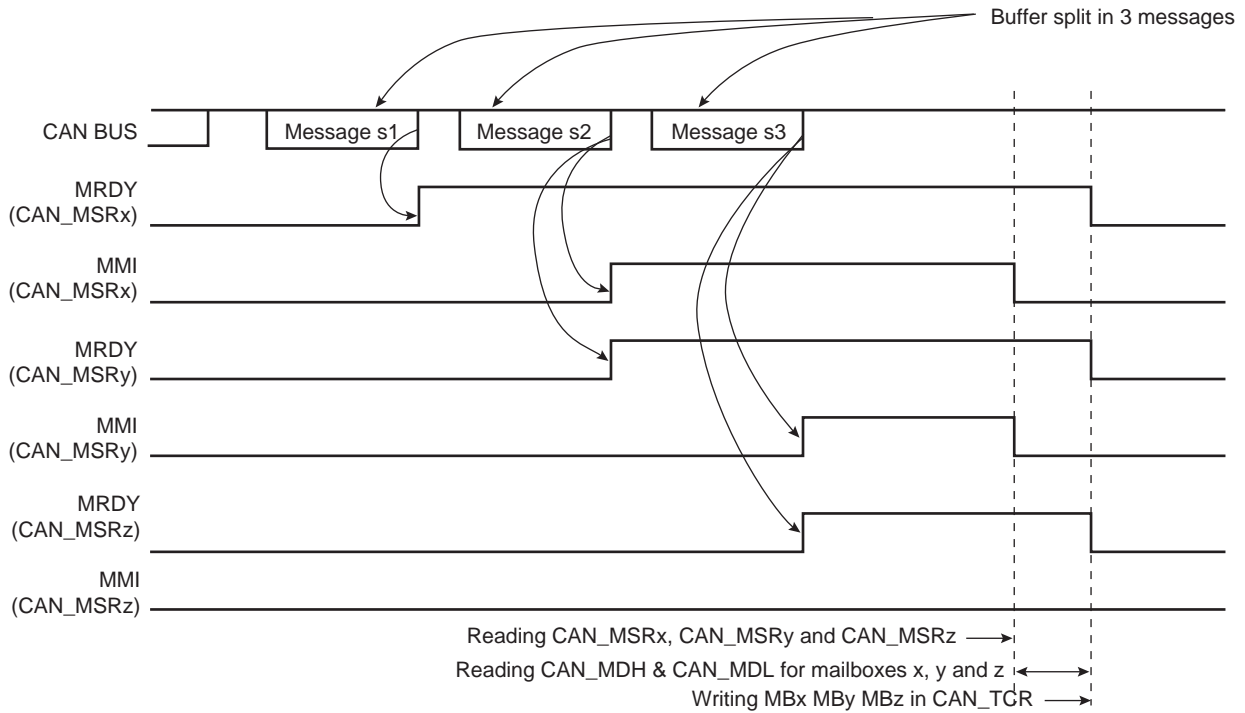 Buffer split in 3 messages
CAN BUS
Message s1
Message s2
Message s3
MRDY
(CAN_MSRx)
MMI
(CAN_MSRx)
MRDY
(CAN_MSRy)
MMI
(CAN_MSRy)
MRDY
(CAN_MSRz)
MMI
(CAN_MSRz)
Reading CAN_MSRx, CAN_MSRy and CAN_MSRz
Reading CAN_MDH & CAN_MDL for mailboxes x, y and z
Writing MBx MBy MBz in CAN_TCR